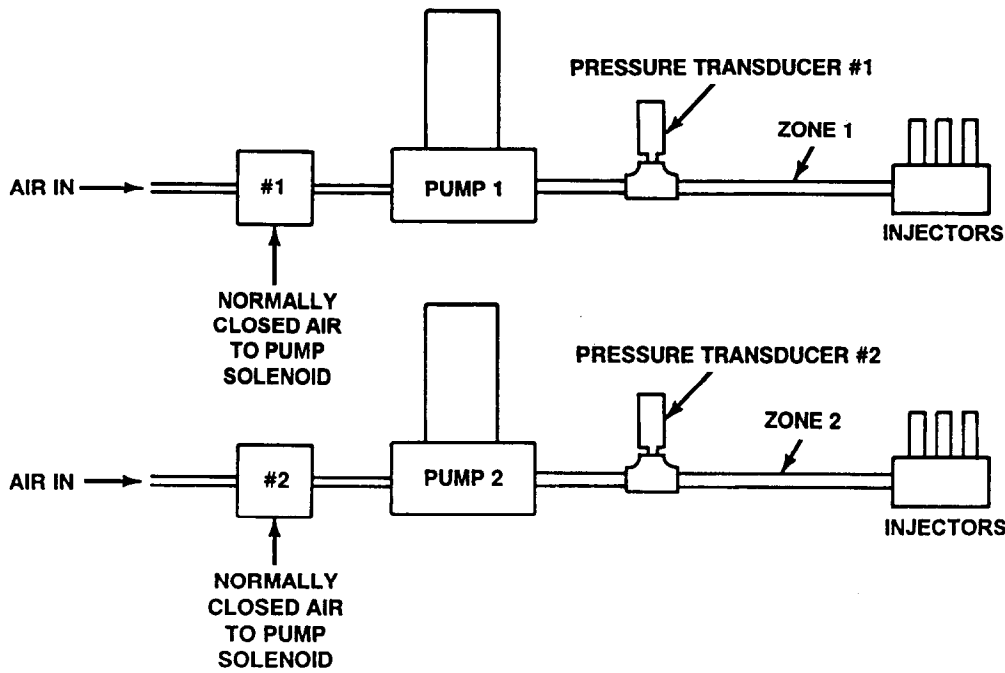 PRESSURE TRANSDUCER #1
ZONE 1
AIR IN
#1
PUMP 1
INJECTORS
NORMALLY
CLOSED AIR
TO PUMP
SOLENOID
PRESSURE TRANSDUCER #2
ZONE 2
AIR IN
#2
PUMP 2
INJECTORS
NORMALLY
CLOSED AIR
TO PUMP
SOLENOID